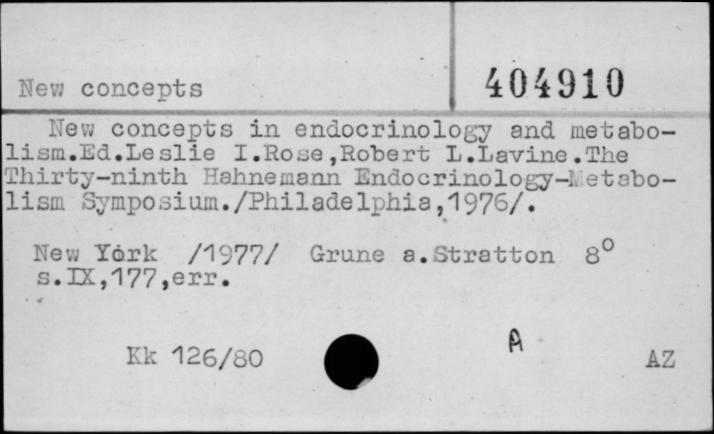 New concepts
404910
New concepts in endocrinology and metabo-
lism.Ed.Leslie I.Rose,Robert L.Lavine.The
Thirty-ninth Hahnemann Endocrinology-Metabo-
lism Symposium./Philadelphia,1976/.
New York /1977/ Grune a.Stratton 8°
s.IX,177,err.
A
Kk 126/80
AZ